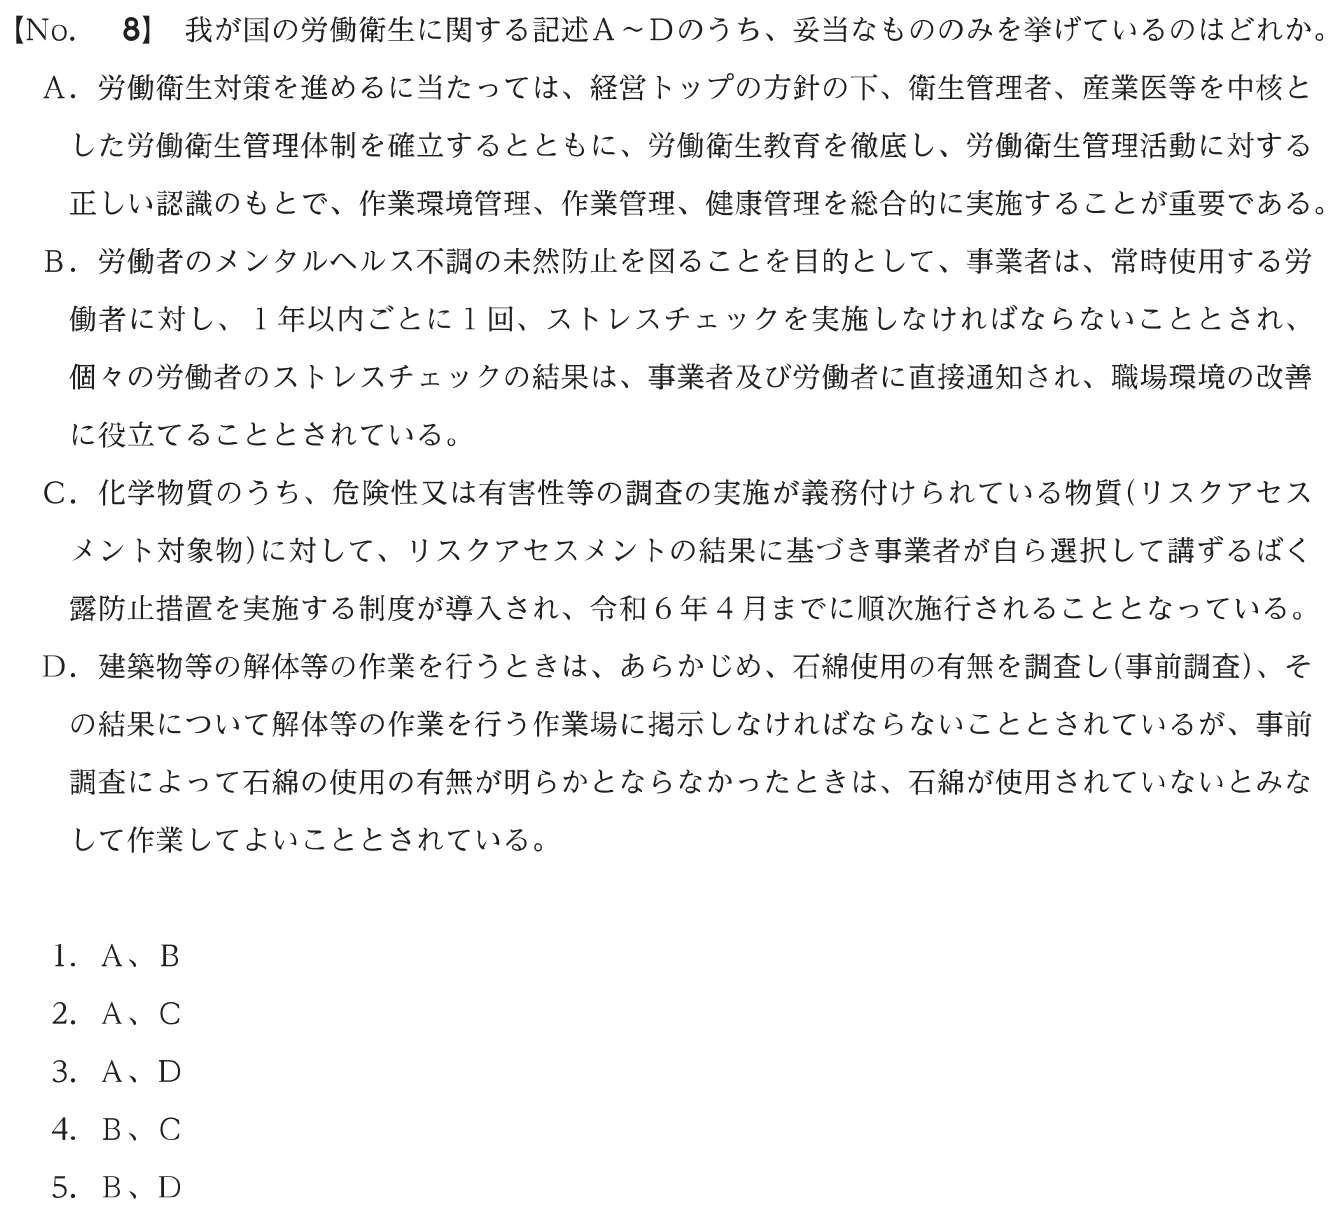 【No. 8】 我が国の労働衛生に関する記述A～Dのうち、妥当なもののみを挙げているのはどれか。
A．労働衛生対策を進めるに当たっては、経営トップの方針の下、衛生管理者、産業医等を中核と
した労働衛生管理体制を確立するとともに、労働衛生教育を徹底し、労働衛生管理活動に対する
正しい認識のもとで、作業環境管理、作業管理、健康管理を総合的に実施することが重要である。
B．労働者のメンタルヘルス不調の未然防止を図ることを目的として、事業者は、常時使用する労
働者に対し、1年以内ごとに1回、ストレスチェックを実施しなければならないこととされ、
個々の労働者のストレスチェックの結果は、事業者及び労働者に直接通知され、職場環境の改善
に役立てることとされている。
C．化学物質のうち、危険性又は有害性等の調査の実施が義務付けられている物質(リスクアセス
メント対象物)に対して、リスクアセスメントの結果に基づき事業者が自ら選択して講ずるばく
露防止措置を実施する制度が導入され、令和6年4月までに順次施行されることとなっている。
D．建築物等の解体等の作業を行うときは、あらかじめ、石綿使用の有無を調査し(事前調査)、そ
の結果について解体等の作業を行う作業場に掲示しなければならないこととされているが、事前
調査によって石綿の使用の有無が明らかとならなかったときは、石綿が使用されていないとみな
して作業してよいこととされている。
1. A、B
2. A、C
3. A、D
4. B、C
5. B、D